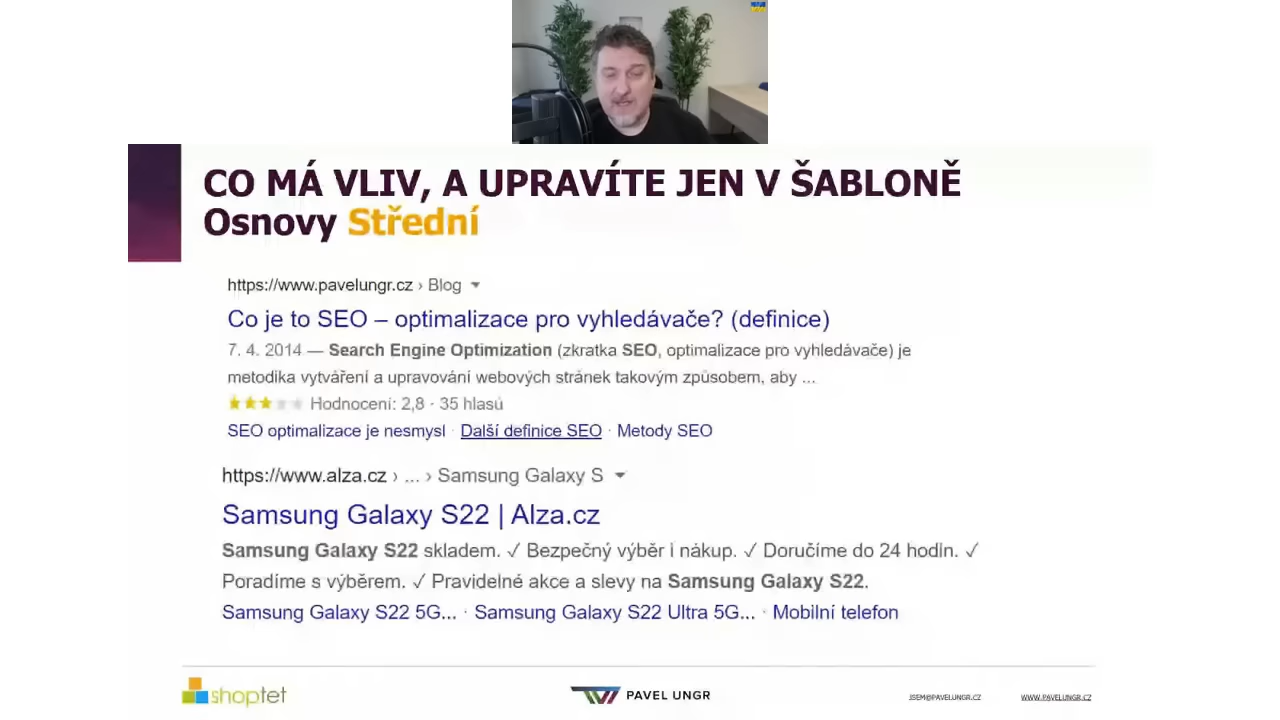 CO MÁ VLIV, A UPRAVÍTE JEN V ŠABLONĚ
Osnovy Střední
https://www.pavelungr.cz › Blog
Co je to SEO – optimalizace pro vyhledávače? (definice)
7. 4. 2014 — Search Engine Optimization (zkratka SEO, optimalizace pro vyhledávače) je
metodika vytváření a upravování webových stránek takovým způsobem, aby ...
Hodnocení: 2,8 · 35 hlasů
SEO optimalizace je nesmysl · Další definice SEO · Metody SEO
https://www.alza.cz › ... › Samsung Galaxy S
Samsung Galaxy S22 | Alza.cz
Samsung Galaxy S22 skladem. ✓ Bezpečný výběr i nákup. ✓ Doručíme do 24 hodin. ✓
Poradíme s výběrem. ✓ Pravidelné akce a slevy na Samsung Galaxy S22.
Samsung Galaxy S22 5G... · Samsung Galaxy S22 Ultra 5G... · Mobilní telefon
shoptet
PAVEL UNGR
JSEM@PAVELUNGR.CZ
WWW.PAVELUNGR.CZ